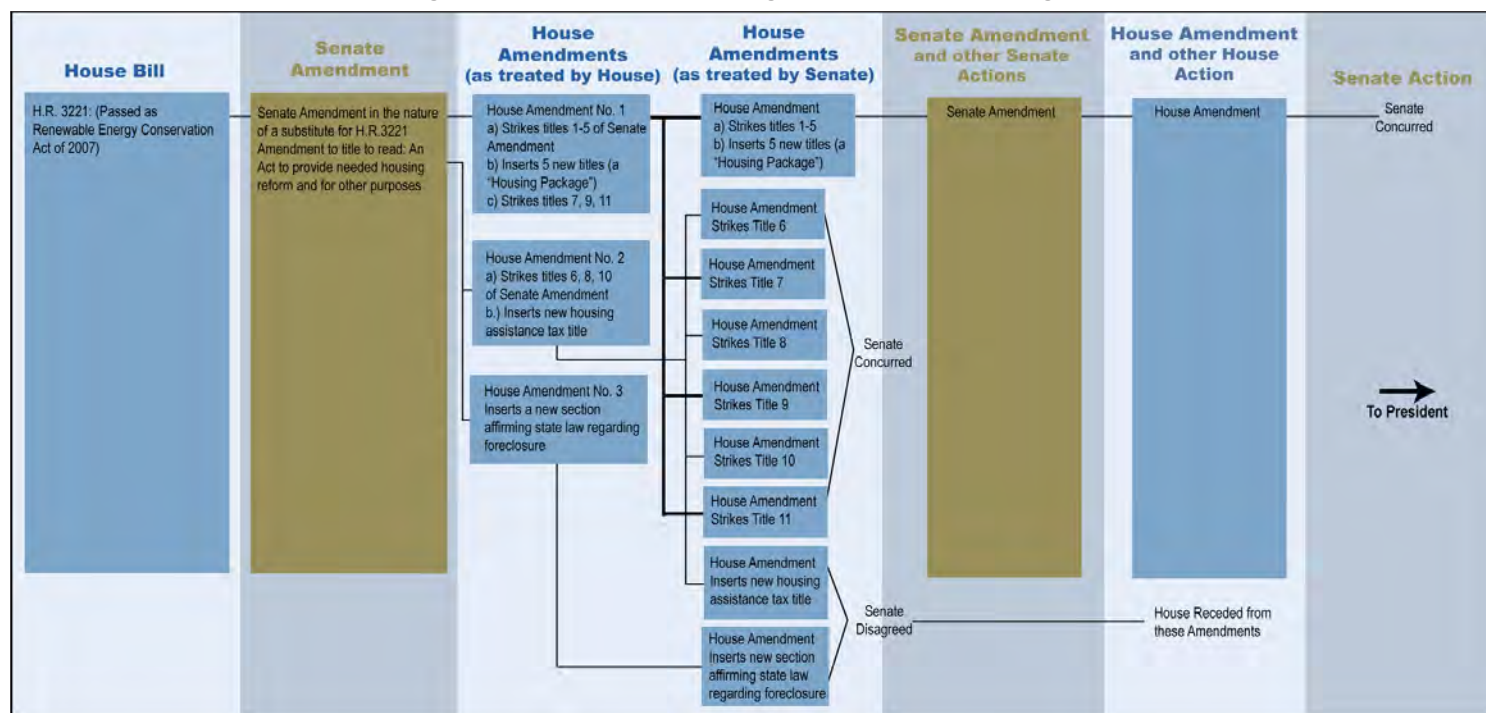 House Bill
H.R. 3221: (Passed as
Renewable Energy Conservation
Act of 2007)
Senate
Amendment
Senate Amendment in the nature
of a substitute for H.R.3221
Amendment to title to read: An
Act to provide needed housing
reform and for other purposes
House
Amendments
(as treated by House)
House Amendment No. 1
a) Strikes titles 1-5 of Senate
Amendment
b) Inserts 5 new titles (a
“Housing Package”)
c) Strikes titles 7, 9, 11
House Amendment No. 2
a) Strikes titles 6, 8, 10
of Senate Amendment
b.) Inserts new housing
assistance tax title
House Amendment No. 3
Inserts a new section
affirming state law regarding
foreclosure
House
Amendments
(as treated by Senate)
House Amendment
a) Strikes titles 1-5
b) Inserts 5 new titles (a
“Housing Package”)
House Amendment
Strikes Title 6
House Amendment
Strikes Title 7
House Amendment
Strikes Title 8
House Amendment
Strikes Title 9
House Amendment
Strikes Title 10
House Amendment
Strikes Title 11
House Amendment
Inserts new housing
assistance tax title
House Amendment
Inserts new section
affirming state law
regarding foreclosure
Senate
Concurred
Senate
Disagreed
Senate Amendment
and other Senate
Actions
Senate Amendment
House Amendment
and other House
Action
House Amendment
House Receded from
these Amendments
Senate Action
Senate
Concurred
To President